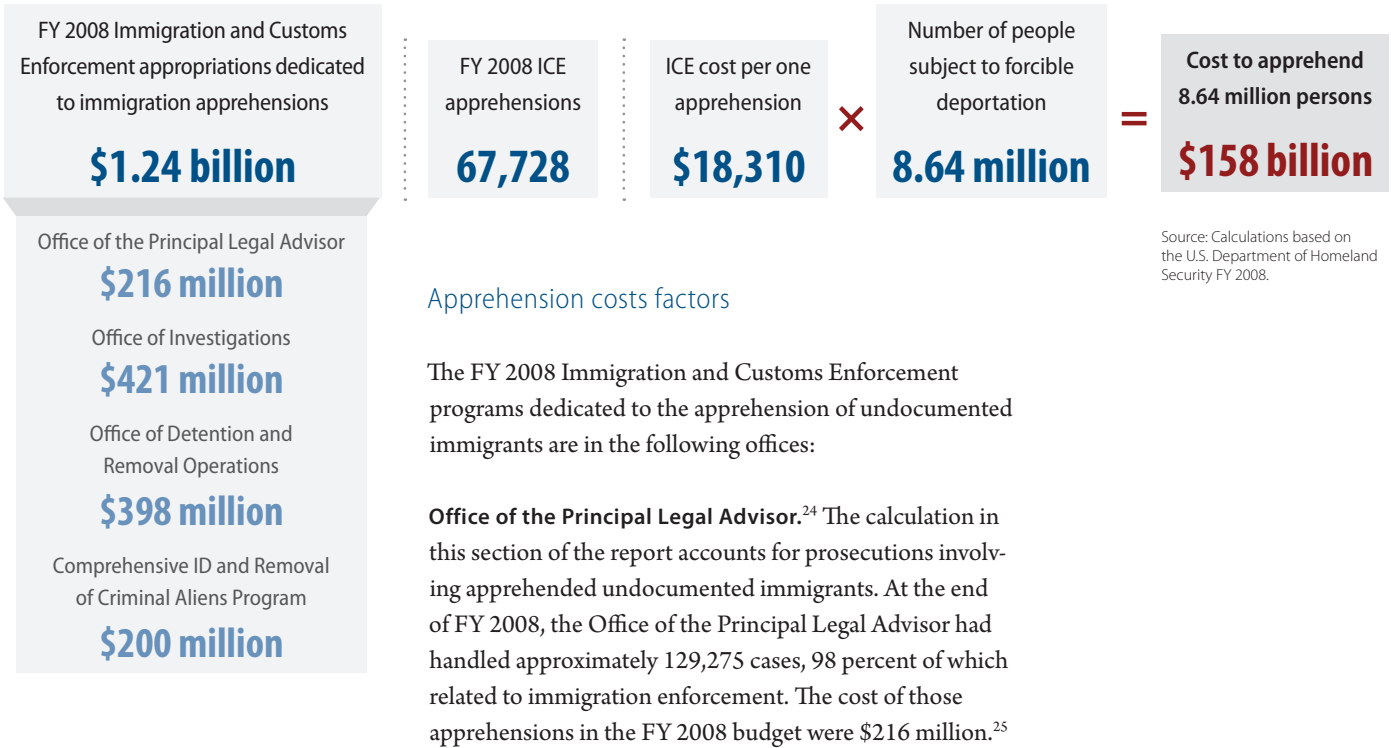 FY 2008 Immigration and Customs
Enforcement appropriations dedicated
to immigration apprehensions
$1.24 billion
Office of the Principal Legal Advisor
$216 million
Office of Investigations
$421 million
Office of Detention and
Removal Operations
$398 million
Comprehensive ID and Removal
of Criminal Aliens Program
$200 million
FY 2008 ICE
apprehensions
67,728
ICE cost per one
apprehension
$18,310
×
Number of people
subject to forcible
deportation
8.64 million
=
Cost to apprehend
8.64 million persons
$158 billion
Source: Calculations based on
the U.S. Department of Homeland
Security FY 2008.
Apprehension costs factors
The FY 2008 Immigration and Customs Enforcement
programs dedicated to the apprehension of undocumented
immigrants are in the following offices:
Office of the Principal Legal Advisor.24 The calculation in
this section of the report accounts for prosecutions involv-
ing apprehended undocumented immigrants. At the end
of FY 2008, the Office of the Principal Legal Advisor had
handled approximately 129,275 cases, 98 percent of which
related to immigration enforcement. The cost of those
apprehensions in the FY 2008 budget were $216 million.25